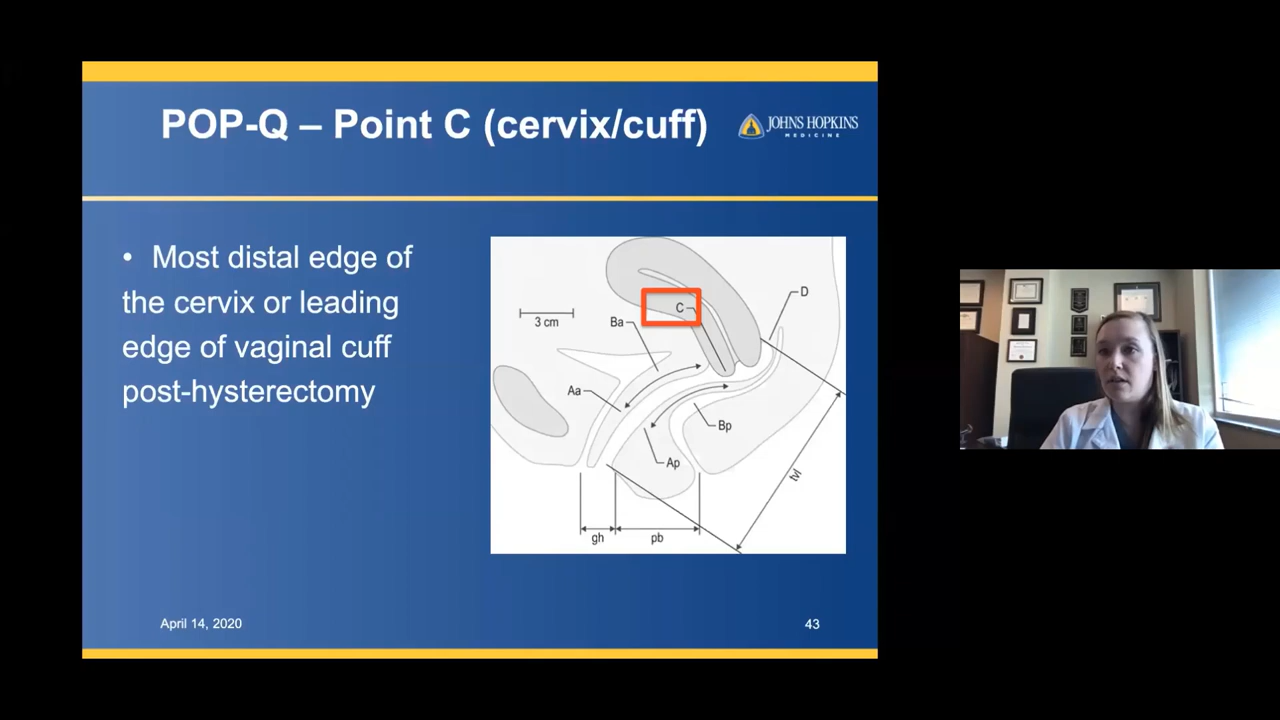 POP-Q – Point C (cervix/cuff)
JOHNS HOPKINS
MEDICINE
• Most distal edge of
the cervix or leading
edge of vaginal cuff
post-hysterectomy
D
C
3 cm
Ba
Aa
Bp
Ap
tvl
gh
pb
April 14, 2020
43